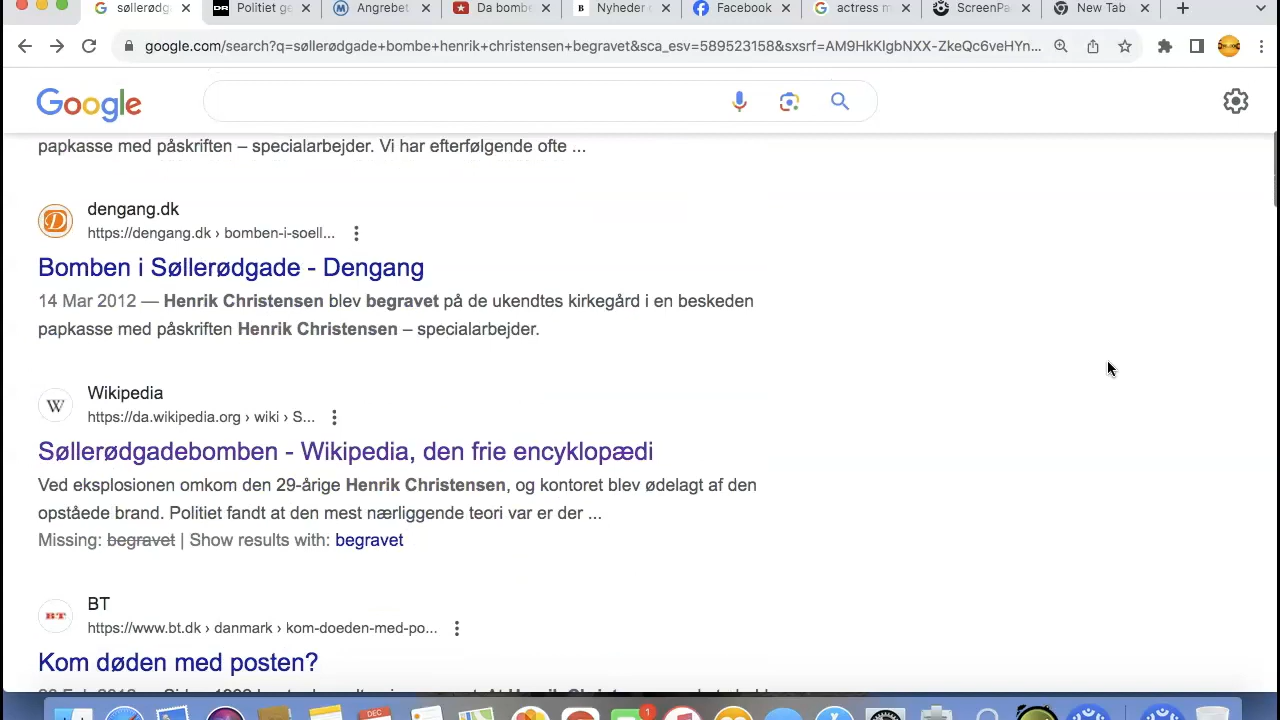 søllerødg
Politiet ge
Angrebet
Da bomb
Nyheder
Facebook
actress m
ScreenPa
New Tab
google.com/search?q=søllerødgade+bombe+henrik+christensen+begravet&sca_esv=589523158&sxsrf=AM9HkKlgbNXX-ZkeQc6veHYn...
Google
papkasse med påskriften – specialarbejder. Vi har efterfølgende ofte ...
dengang.dk
https://dengang.dk › bomben-i-soell...
Bomben i Søllerødgade - Dengang
14 Mar 2012 — Henrik Christensen blev begravet på de ukendtes kirkegård i en beskeden
papkasse med påskriften Henrik Christensen – specialarbejder.
W
Wikipedia
https://da.wikipedia.org › wiki › S...
Søllerødgadebomben - Wikipedia, den frie encyklopædi
Ved eksplosionen omkom den 29-årige Henrik Christensen, og kontoret blev ødelagt af den
opståede brand. Politiet fandt at den mest nærliggende teori var er der ...
Missing: begravet | Show results with: begravet
BT
BT
https://www.bt.dk › danmark › kom-doeden-med-po...
Kom døden med posten?
DEC
1